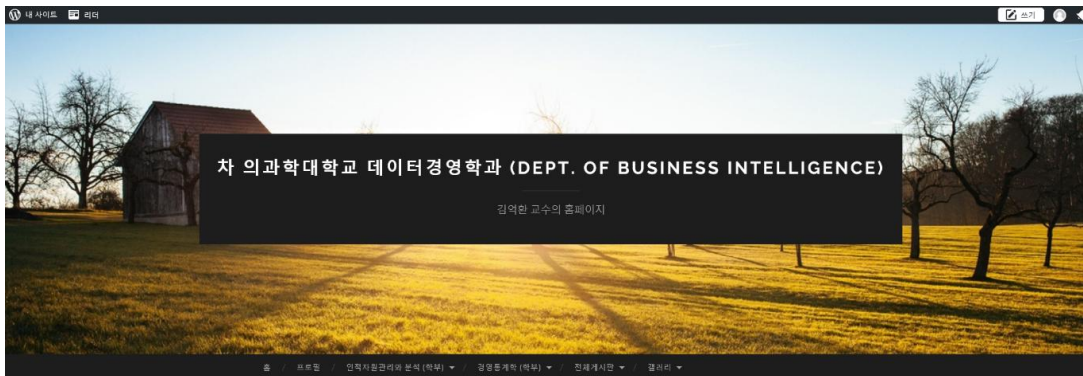 내 사이트 리더 쓰기
차 의과학대학교 데이터경영학과 (DEPT. OF BUSINESS INTELLIGENCE)
김억환 교수의 홈페이지
홈 / 프로필 / 인적자원관리와 분석 (학부) / 경영통계학 (학부) / 전체게시판 / 갤러리